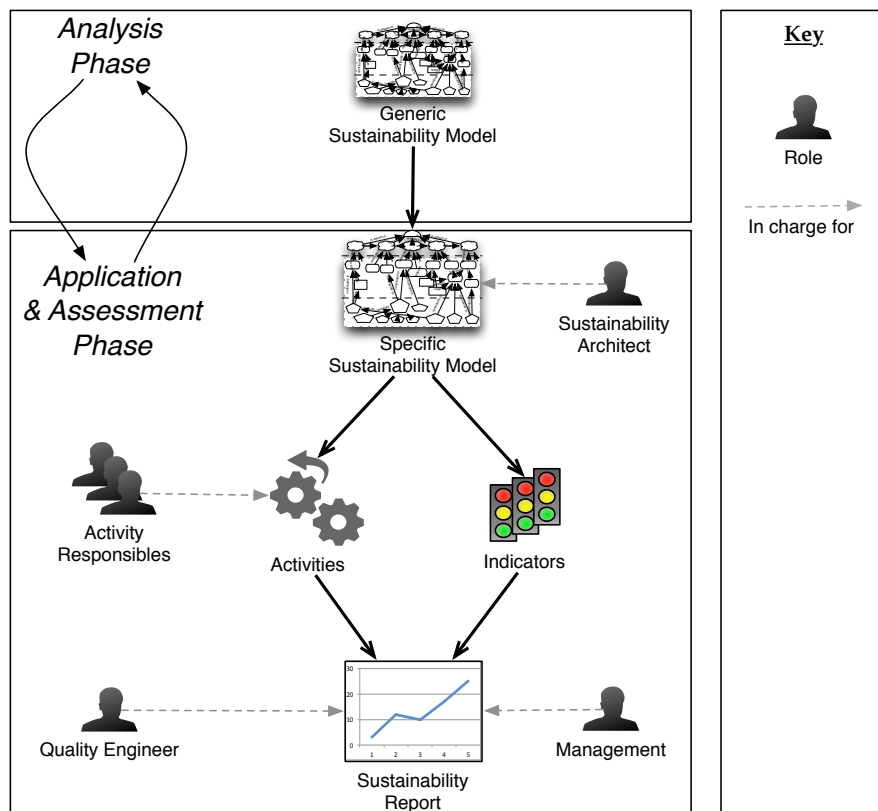 Analysis
Phase
Generic
Sustainability Model
Application
& Assessment
Phase
Specific
Sustainability Model
Sustainability
Architect
Activity
Responsibles
Activities
Indicators
30
20
10
0
1 2 3 4 5
Quality Engineer
Management
Sustainability
Report
Key
Role
In charge for